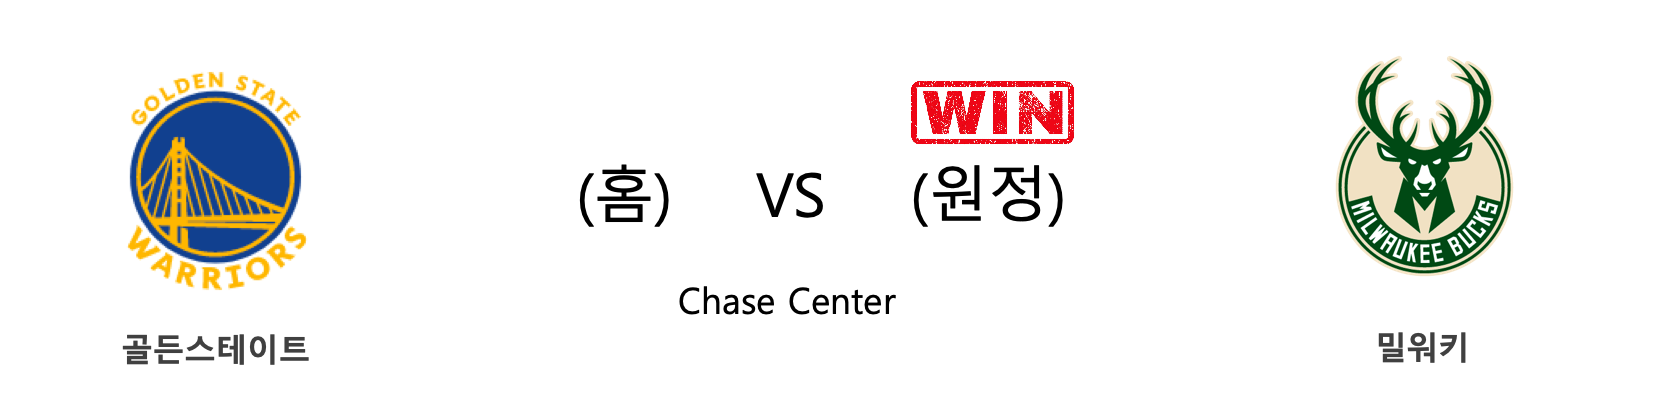 GOLDEN STATE
WARRIORS
골든스테이트
WIN
(홈) VS (원정)
Chase Center
MILWAUKEE BUCKS
밀워키